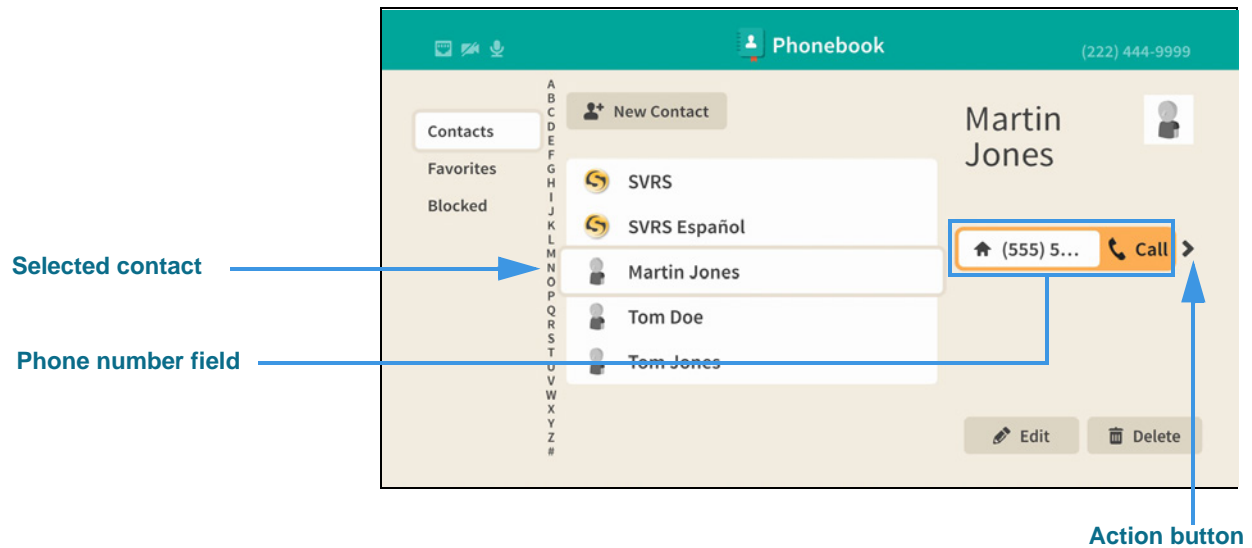 Phonebook
(222) 444-9999
Contacts
Favorites
Blocked
A
B
C
D
E
F
G
H
I
J
K
L
M
N
O
P
Q
R
S
T
U
V
W
X
Y
Z
#
New Contact
SVRS
SVRS Español
Martin Jones
Tom Doe
Tom Jones
Martin
Jones
(555) 5...
Call
Edit
Delete
Selected contact
Phone number field
Action button